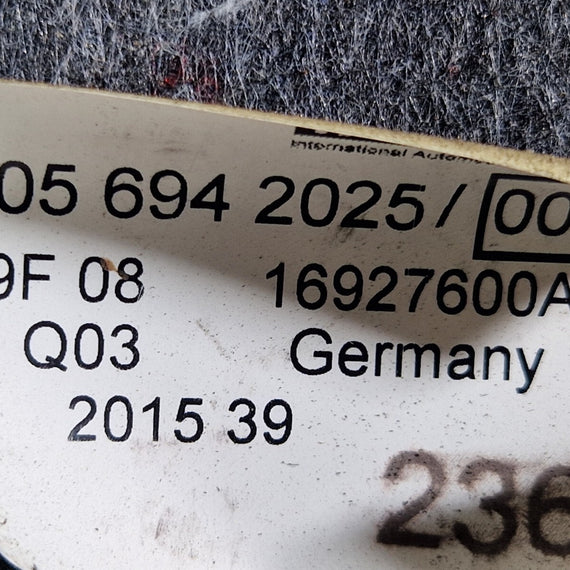 International Autom
05 694 2025/ 00
9F 08 16927600A
Q03 Germany
2015 39
236